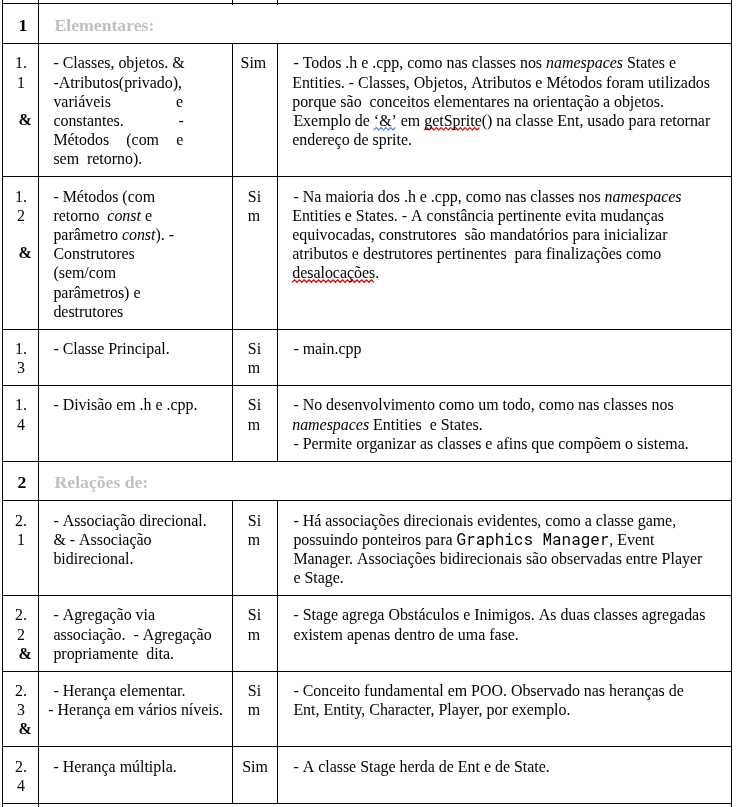 1 Elementares:
1. - Classes, objetos. & Sim - Todos .h e .cpp, como nas classes nos namespaces States e
1 -Atributos(privado), Entities. - Classes, Objetos, Atributos e Métodos foram utilizados
variáveis e porque são conceitos elementares na orientação a objetos.
& constantes. - Exemplo de ‘&’ em getSprite() na classe Ent, usado para retornar
Métodos (com e endereço de sprite.
sem retorno).
1. - Métodos (com Si - Na maioria dos .h e .cpp, como nas classes nos namespaces
2 retorno const e m Entities e States. - A constância pertinente evita mudanças
parâmetro const). - equivocadas, construtores são mandatórios para inicializar
& Construtores atributos e destrutores pertinentes para finalizações como
(sem/com desalocações.
parâmetros) e
destrutores
1. - Classe Principal. Si - main.cpp
3 m
1. - Divisão em .h e .cpp. Si - No desenvolvimento como um todo, como nas classes nos
4 m namespaces Entities e States.
- Permite organizar as classes e afins que compõem o sistema.
2 Relações de:
2. - Associação direcional. Si - Há associações direcionais evidentes, como a classe game,
1 & - Associação m possuindo ponteiros para Graphics Manager, Event
bidirecional. Manager. Associações bidirecionais são observadas entre Player
e Stage.
2. - Agregação via Si - Stage agrega Obstáculos e Inimigos. As duas classes agregadas
2 associação. - Agregação m existem apenas dentro de uma fase.
& propriamente dita.
2. - Herança elementar. Si - Conceito fundamental em POO. Observado nas heranças de
3 - Herança em vários níveis. m Ent, Entity, Character, Player, por exemplo.
&
2. - Herança múltipla. Sim - A classe Stage herda de Ent e de State.
4